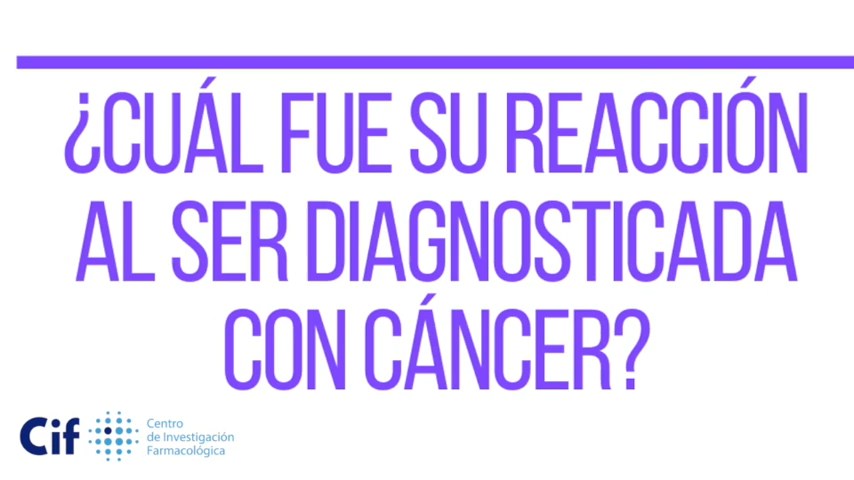 ¿CUÁL FUE SU REACCIÓN
AL SER DIAGNOSTICADA
CON CÁNCER?
Cif
Centro
de Investigación
Farmacológica